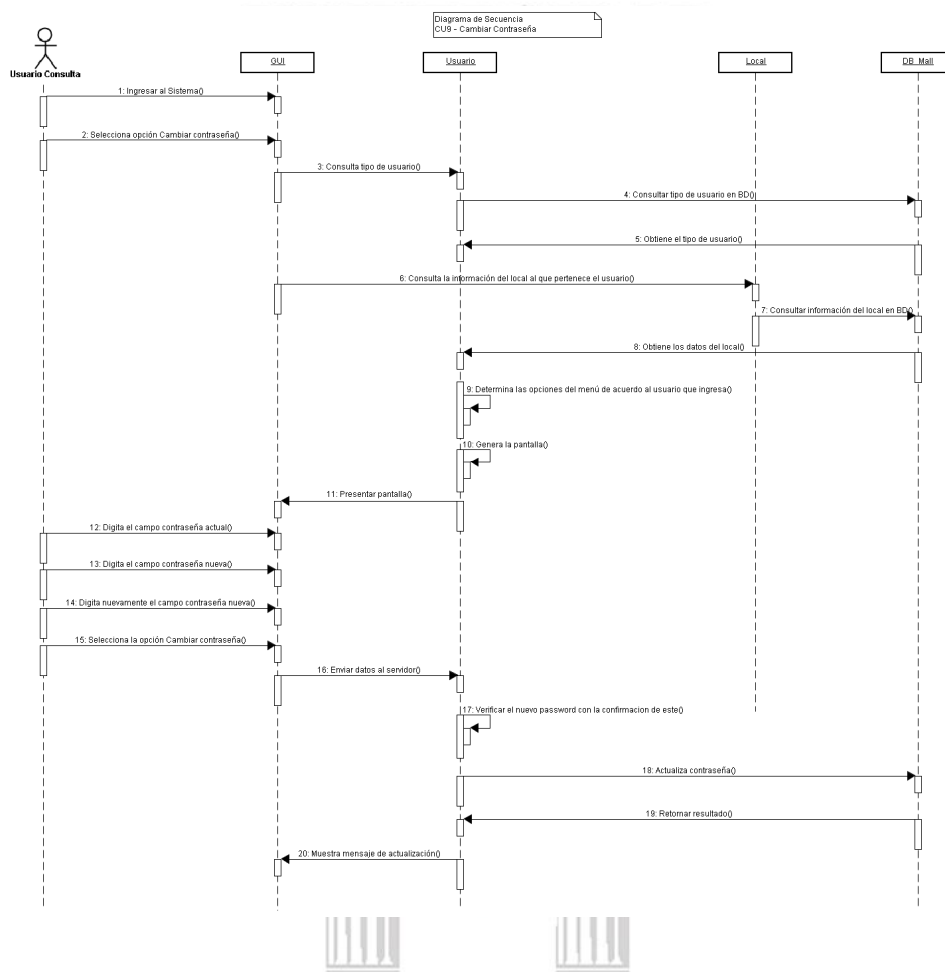 Diagrama de Secuencia
CU9 - Cambiar Contraseña
Usuario Consulta
GUI
Usuario
Local
DB_Mall
1: Ingresar al Sistema()
2: Selecciona opción Cambiar contraseña()
3: Consulta tipo de usuario()
4: Consultar tipo de usuario en BD()
5: Obtiene el tipo de usuario()
6: Consulta la información del local al que pertenece el usuario()
7: Consultar información del local en BD()
8: Obtiene los datos del local()
9: Determina las opciones del menú de acuerdo al usuario que ingresa()
10: Genera la pantalla()
11: Presentar pantalla()
12: Digita el campo contraseña actual()
13: Digita el campo contraseña nueva()
14: Digita nuevamente el campo contraseña nueva()
15: Selecciona la opción Cambiar contraseña()
16: Enviar datos al servidor()
17: Verificar el nuevo password con la confirmacion de este()
18: Actualiza contraseña()
19: Retornar resultado()
20: Muestra mensaje de actualización()